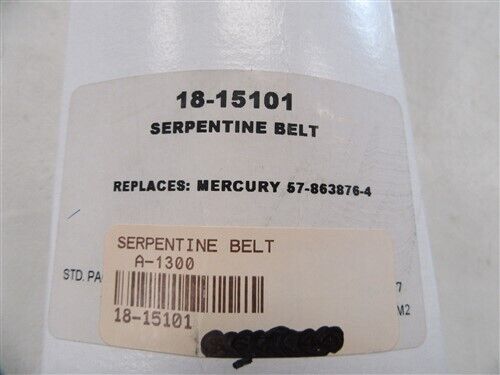 18-15101
SERPENTINE BELT
REPLACES: MERCURY 57-863876-4
SERPENTINE BELT
A-1300
STD. PA
7
M2
18-15101